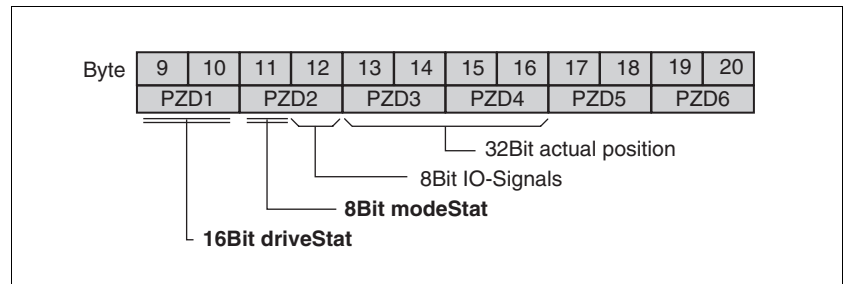 Byte 9 10 11 12 13 14 15 16 17 18 19 20
PZD1 PZD2 PZD3 PZD4 PZD5 PZD6
32Bit actual position
8Bit IO-Signals
8Bit modeStat
16Bit driveStat